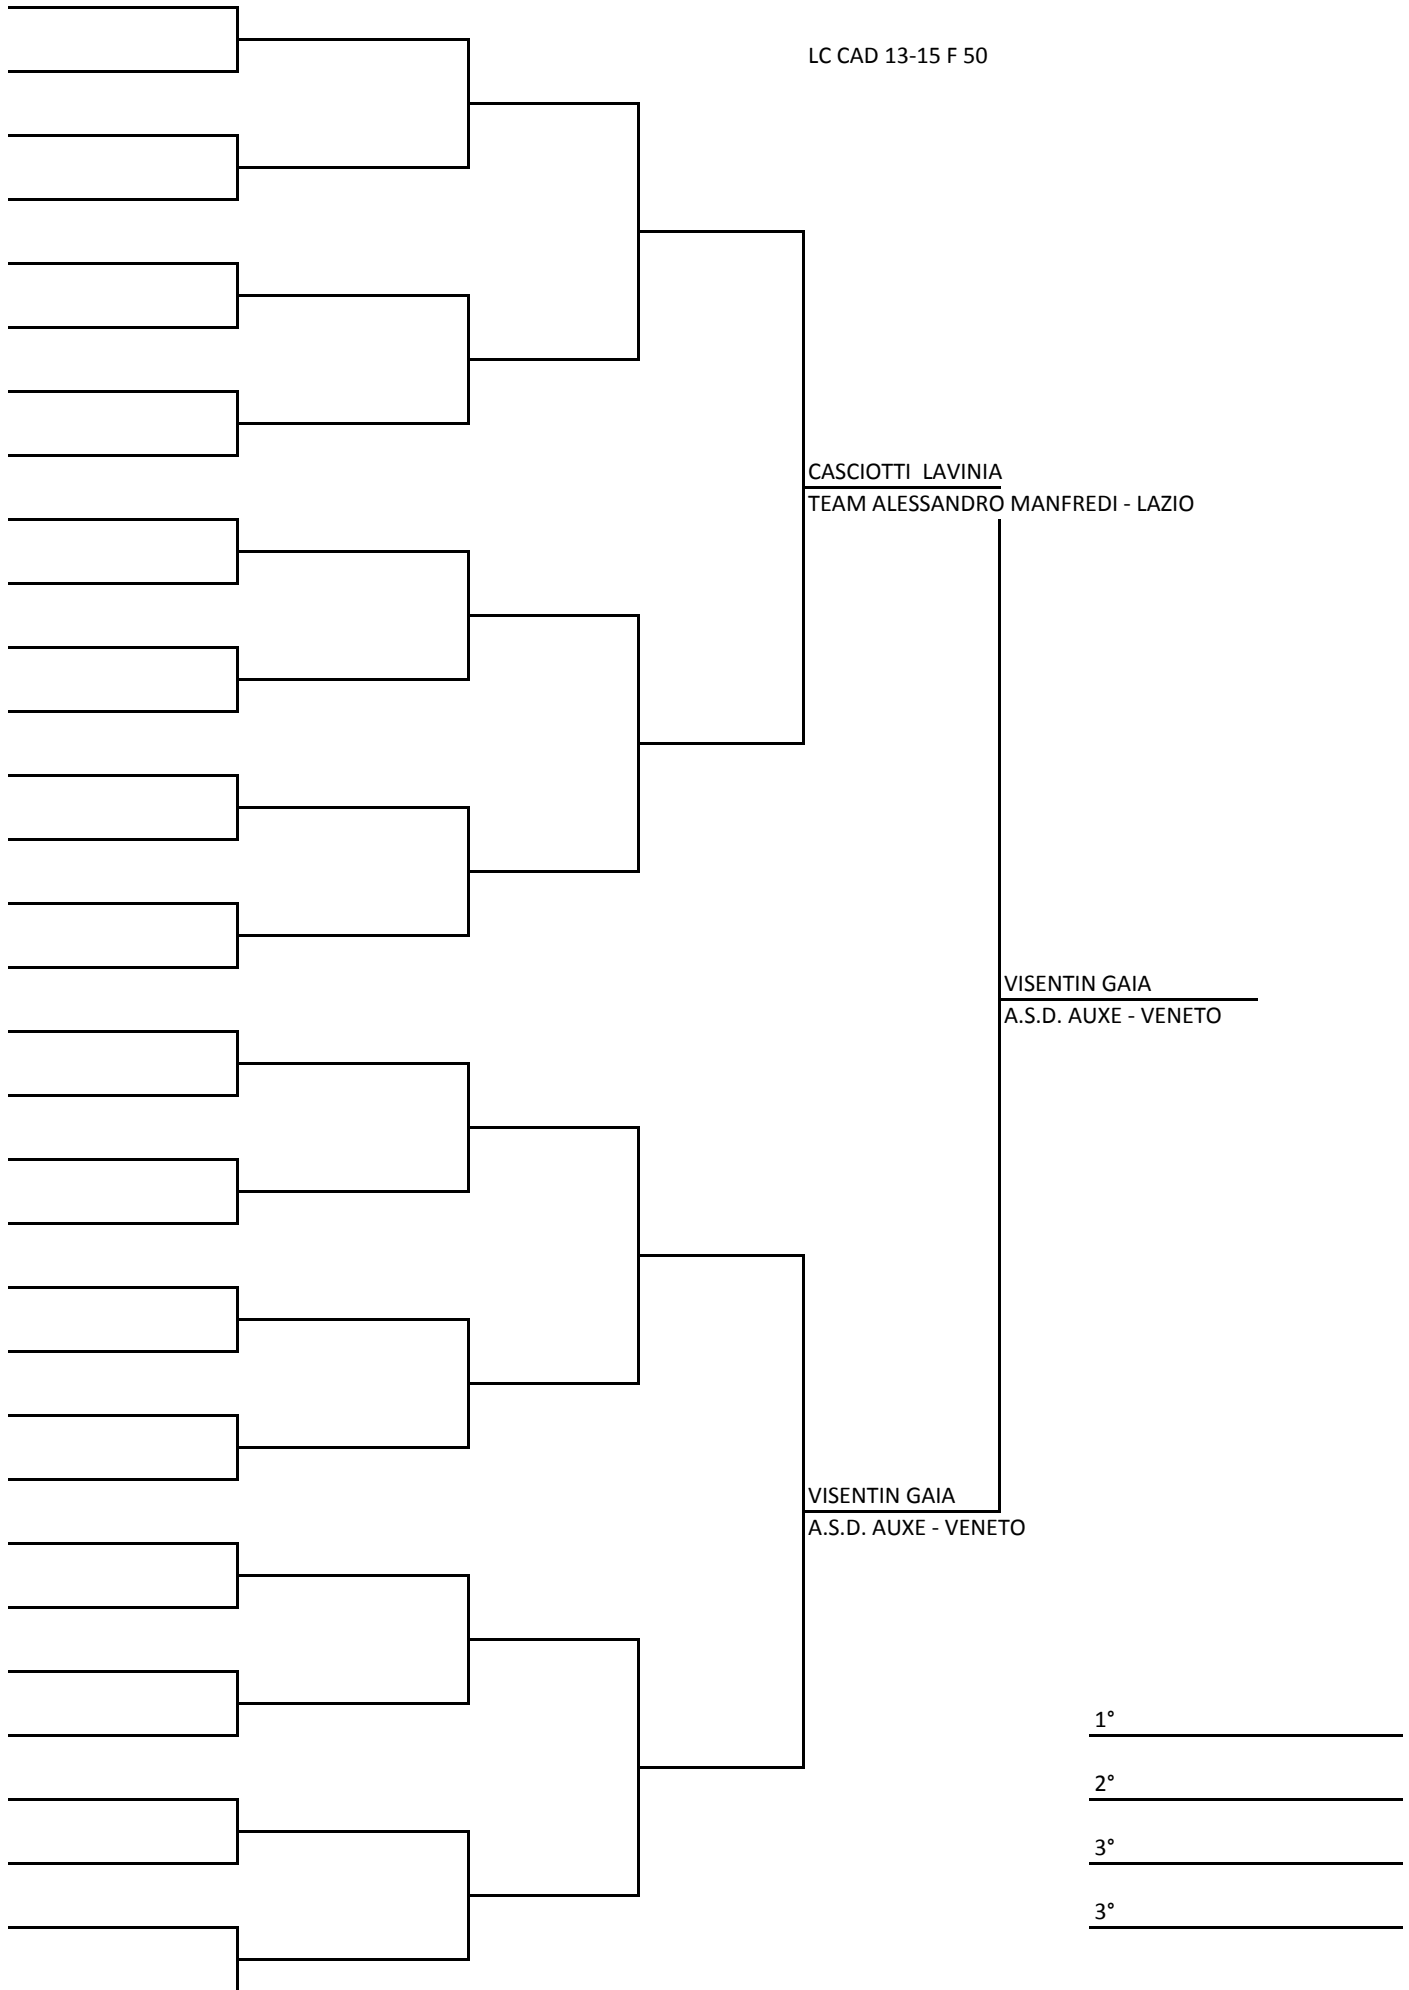 LC CAD 13-15 F 50
CASCIOTTI  LAVINIA
TEAM ALESSANDRO MANFREDI - LAZIO
VISENTIN GAIA
A.S.D. AUXE - VENETO
VISENTIN GAIA
A.S.D. AUXE - VENETO
1°
2°
3°
3°